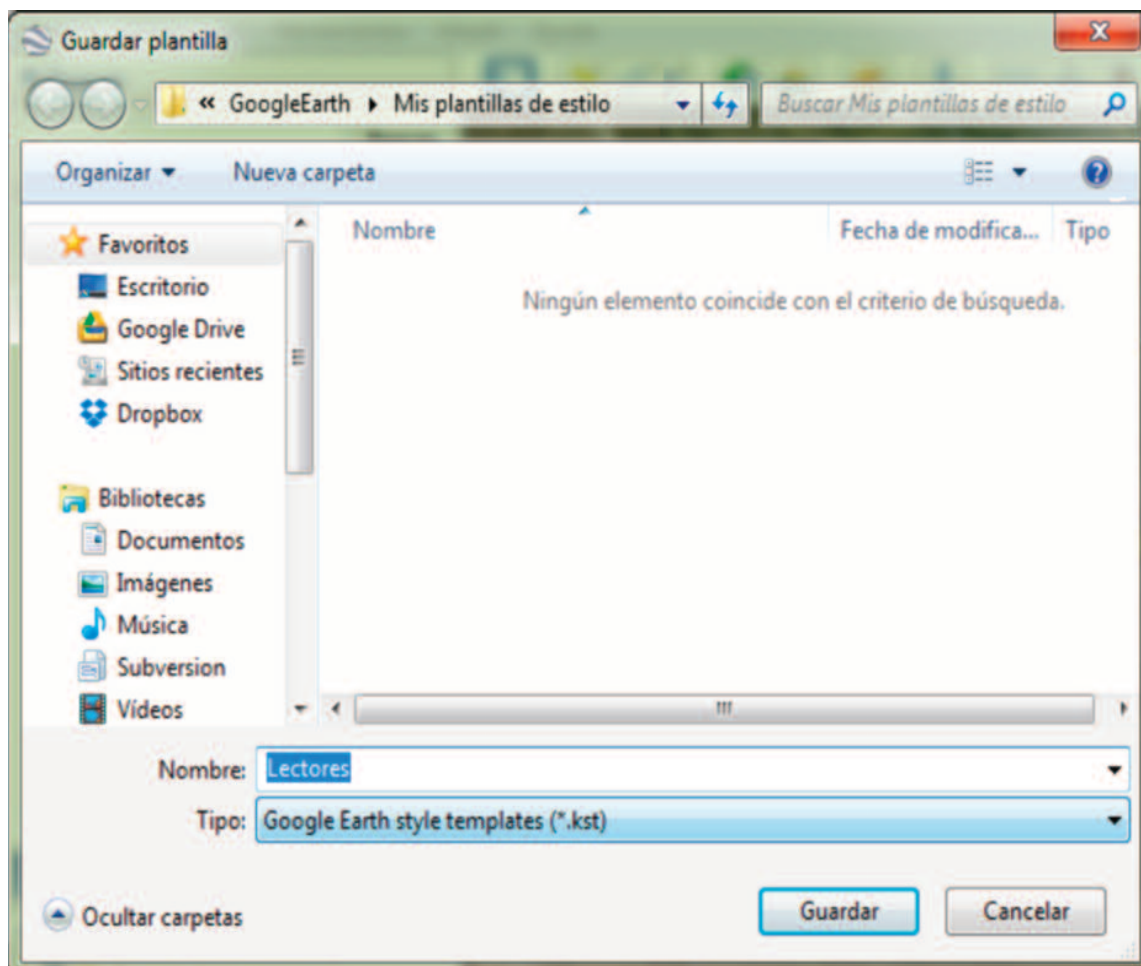 Guardar plantilla
« GoogleEarth Mis plantillas de estilo Buscar Mis plantillas de estilo
Organizar Nueva carpeta
Nombre Fecha de modifica... Tipo
Ningún elemento coincide con el criterio de búsqueda.
Favoritos
Escritorio
Google Drive
Sitios recientes
Dropbox
Bibliotecas
Documentos
Imágenes
Música
Subversion
Vídeos
Nombre: Lectores
Tipo: Google Earth style templates (*.kst)
Ocultar carpetas Guardar Cancelar